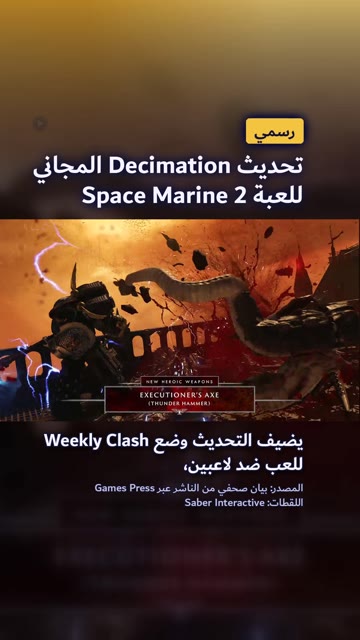 رسمي
تحديث Decimation المجاني
للعبة Space Marine 2
NEW HEROIC WEAPONS
EXECUTIONER'S AXE
(THUNDER HAMMER)
يضيف التحديث وضع Weekly Clash
للعب ضد لاعبين،
المصدر: بيان صحفي من الناشر عبر Games Press
اللقطات: Saber Interactive